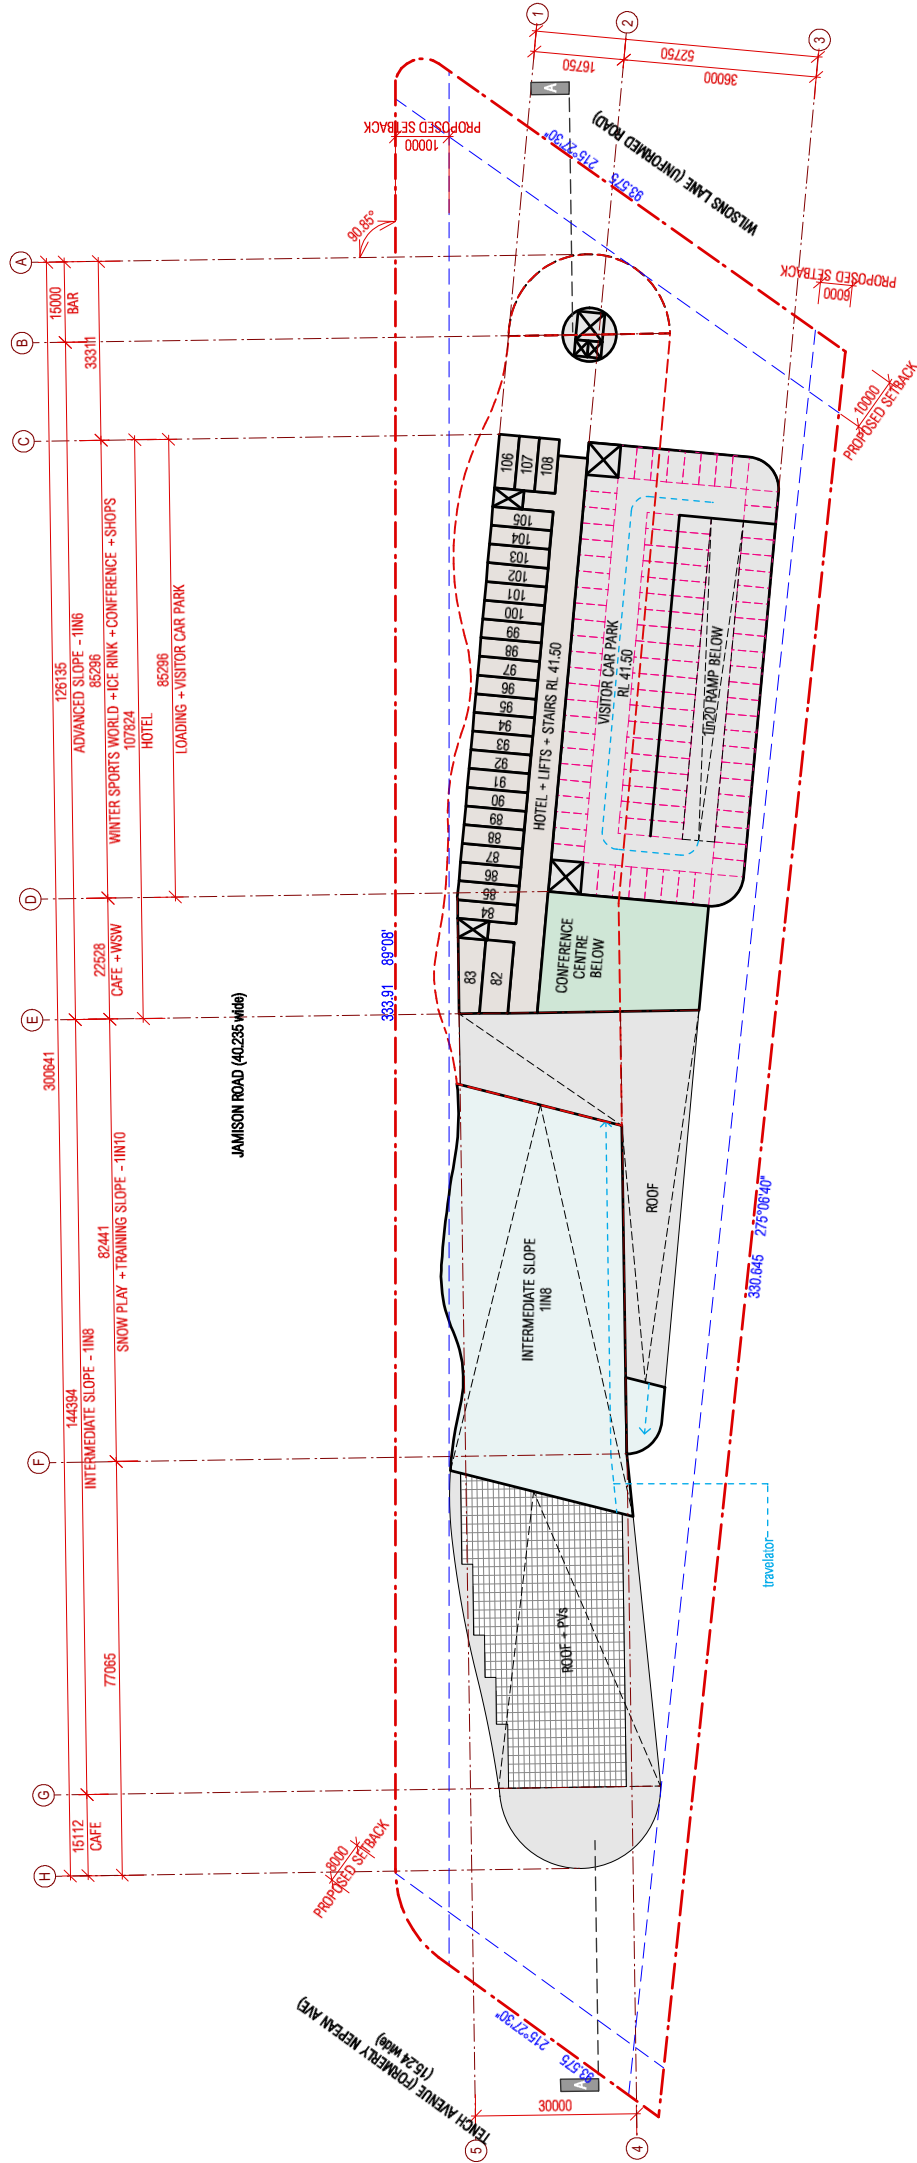 A
B
C
D
E
F
G
H
300641
15000
BAR
126135
ADVANCED SLOPE - 1IN6
144394
INTERMEDIATE SLOPE - 1IN8
15112
CAFE
33311
85296
WINTER SPORTS WORLD + ICE RINK + CONFERENCE + SHOPS
22528
CAFE + WSW
82441
SNOW PLAY + TRAINING SLOPE - 1IN10
77065
107824
HOTEL
85296
LOADING + VISITOR CAR PARK
JAMISON ROAD (40.235 wide)
333.91 89°08'
90.85°
PROPOSED SETBACK
10000
1
2
3
16750
52750
36000
A
WILSONS LANE (UNFORMED ROAD)
215°27'30"
93.575
PROPOSED SETBACK
6000
10000
PROPOSED SETBACK
106
107
108
105
104
103
102
101
100
99
98
97
96
95
94
93
92
91
90
89
88
87
86
85
84
83
82
HOTEL + LIFTS + STAIRS RL 41.50
VISITOR CAR PARK
RL 41.50
1in20 RAMP BELOW
CONFERENCE
CENTRE
BELOW
INTERMEDIATE SLOPE
1IN8
ROOF
ROOF + PVs
travelator
330.645 275°06'40"
8000
PROPOSED SETBACK
TENCH AVENUE (FORMERLY NEPEAN AVE)
(15.24 wide)
215°27'30"
93.575
A
30000
5
4